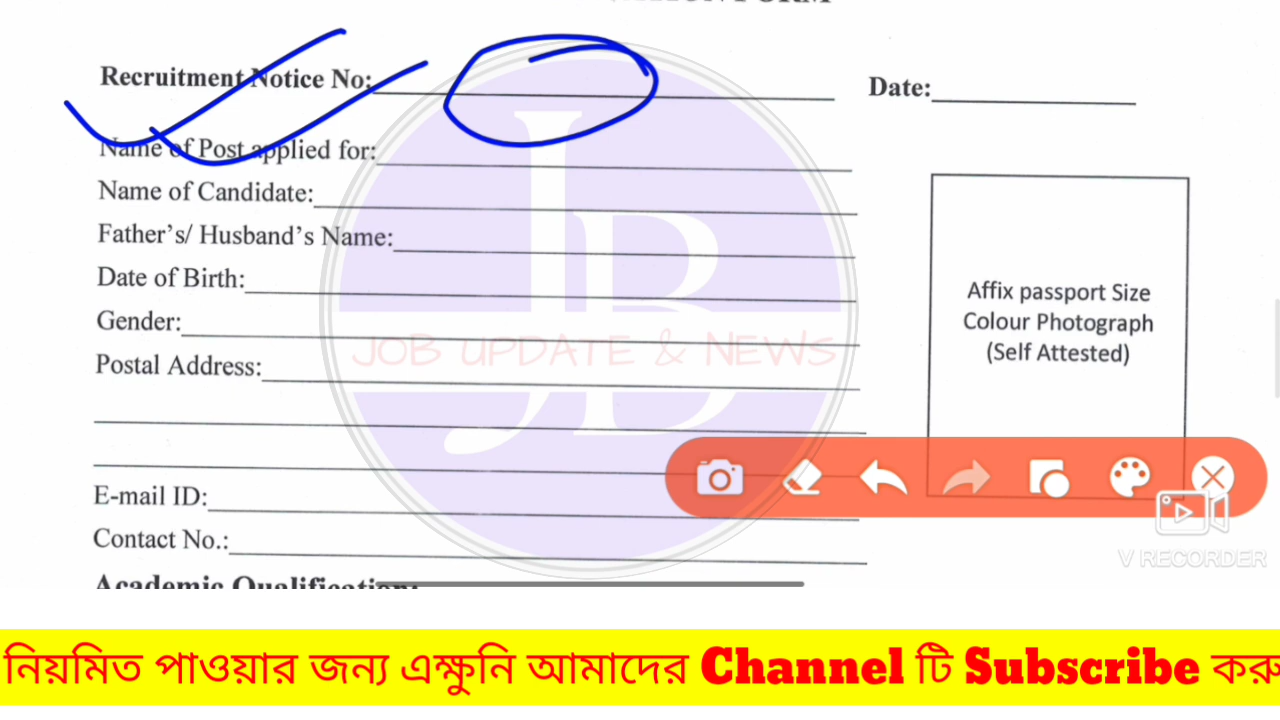 FORM
Recruitment Notice No:
Date:
Name of Post applied for:
Name of Candidate:
Father's/ Husband's Name:
Date of Birth:
Gender:
Postal Address:
Affix passport Size
Colour Photograph
(Self Attested)
JOB UPDATE & NEWS
E-mail ID:
Contact No.:
Academic Qualification:
V RECORDER
নিয়মিত পাওয়ার জন্য এক্ষুনি আমাদের Channel টি Subscribe করু